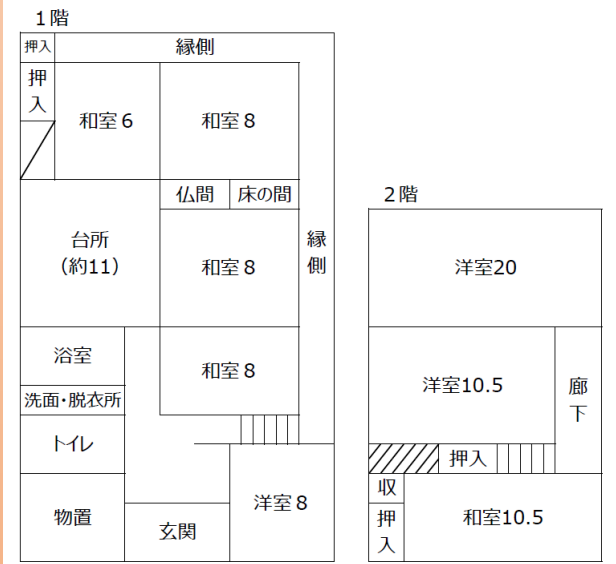 1階
押入
縁側
押
入
和室6
和室8
仏間
床の間
台所
(約11)
和室8
縁
側
浴室
和室8
洗面・脱衣所
トイレ
物置
洋室8
玄関
2階
洋室20
洋室10.5
廊
下
押入
収
押
入
和室10.5